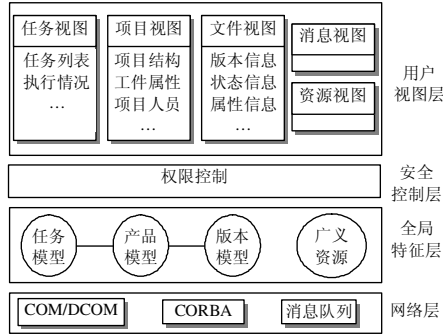 任务视图
任务列表
执行情况
…
项目视图
项目结构
工件属性
项目人员
…
文件视图
版本信息
状态信息
属性信息
…
消息视图
资源视图
用户
视图层
权限控制
安全
控制层
任务
模型
产品
模型
版本
模型
广义
资源
全局
特征层
COM/DCOM
CORBA
消息队列
网络层